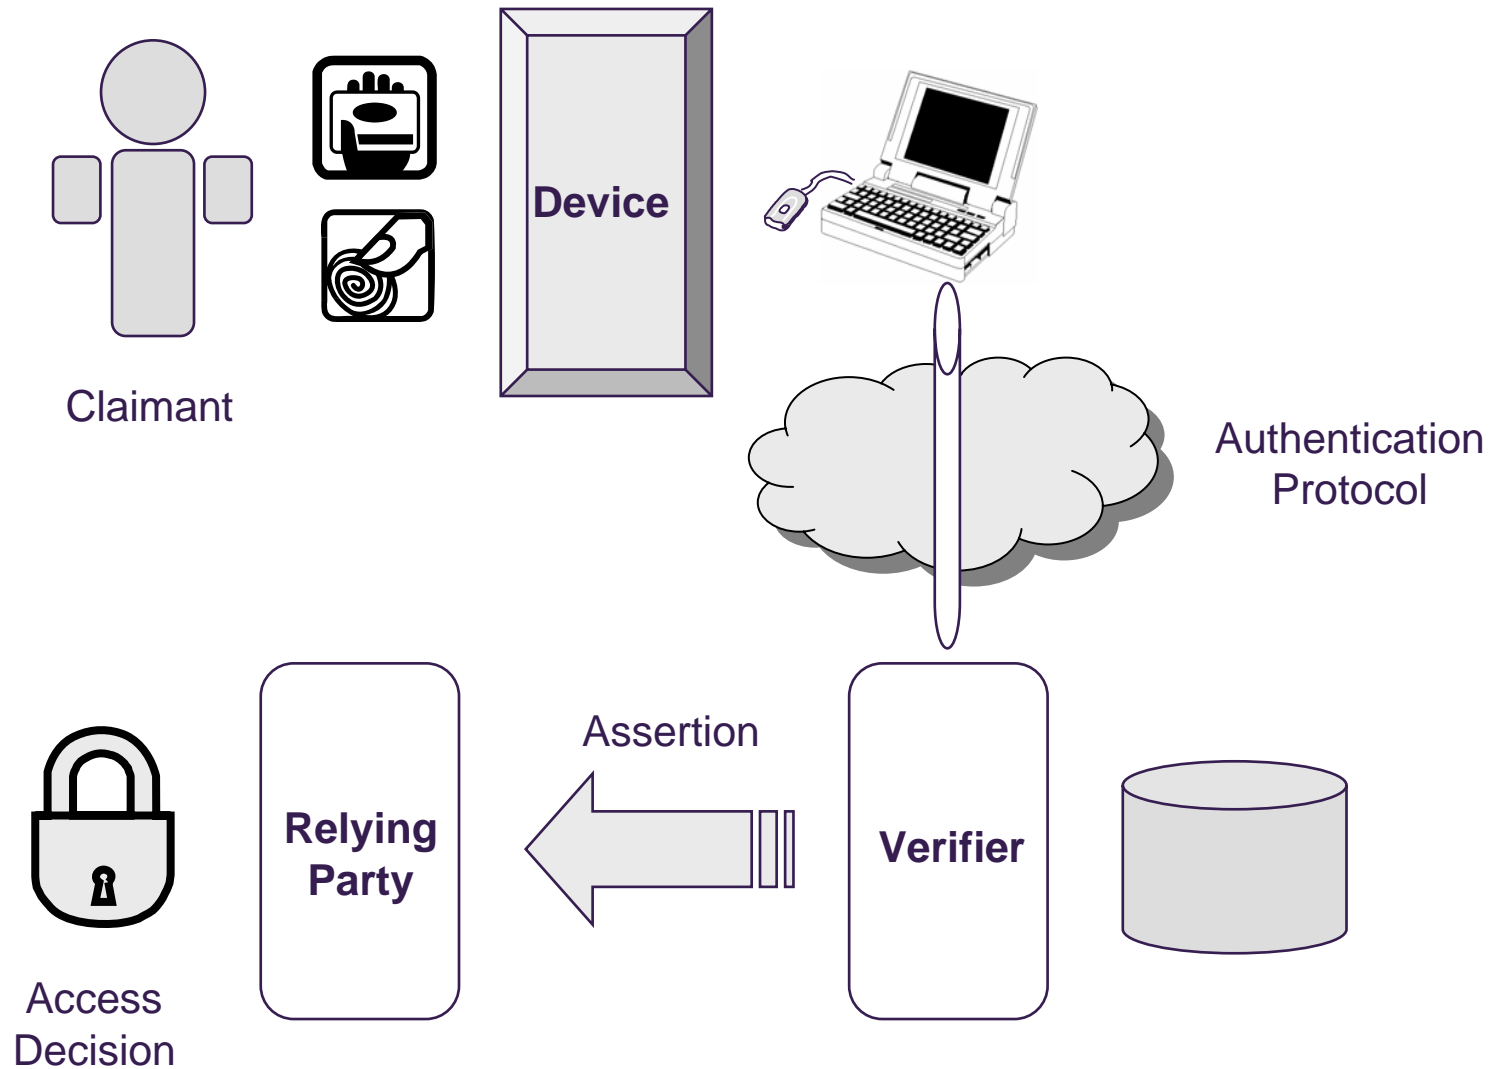 Device
Claimant
Authentication
Protocol
Assertion
Relying
Party
Verifier
Access
Decision